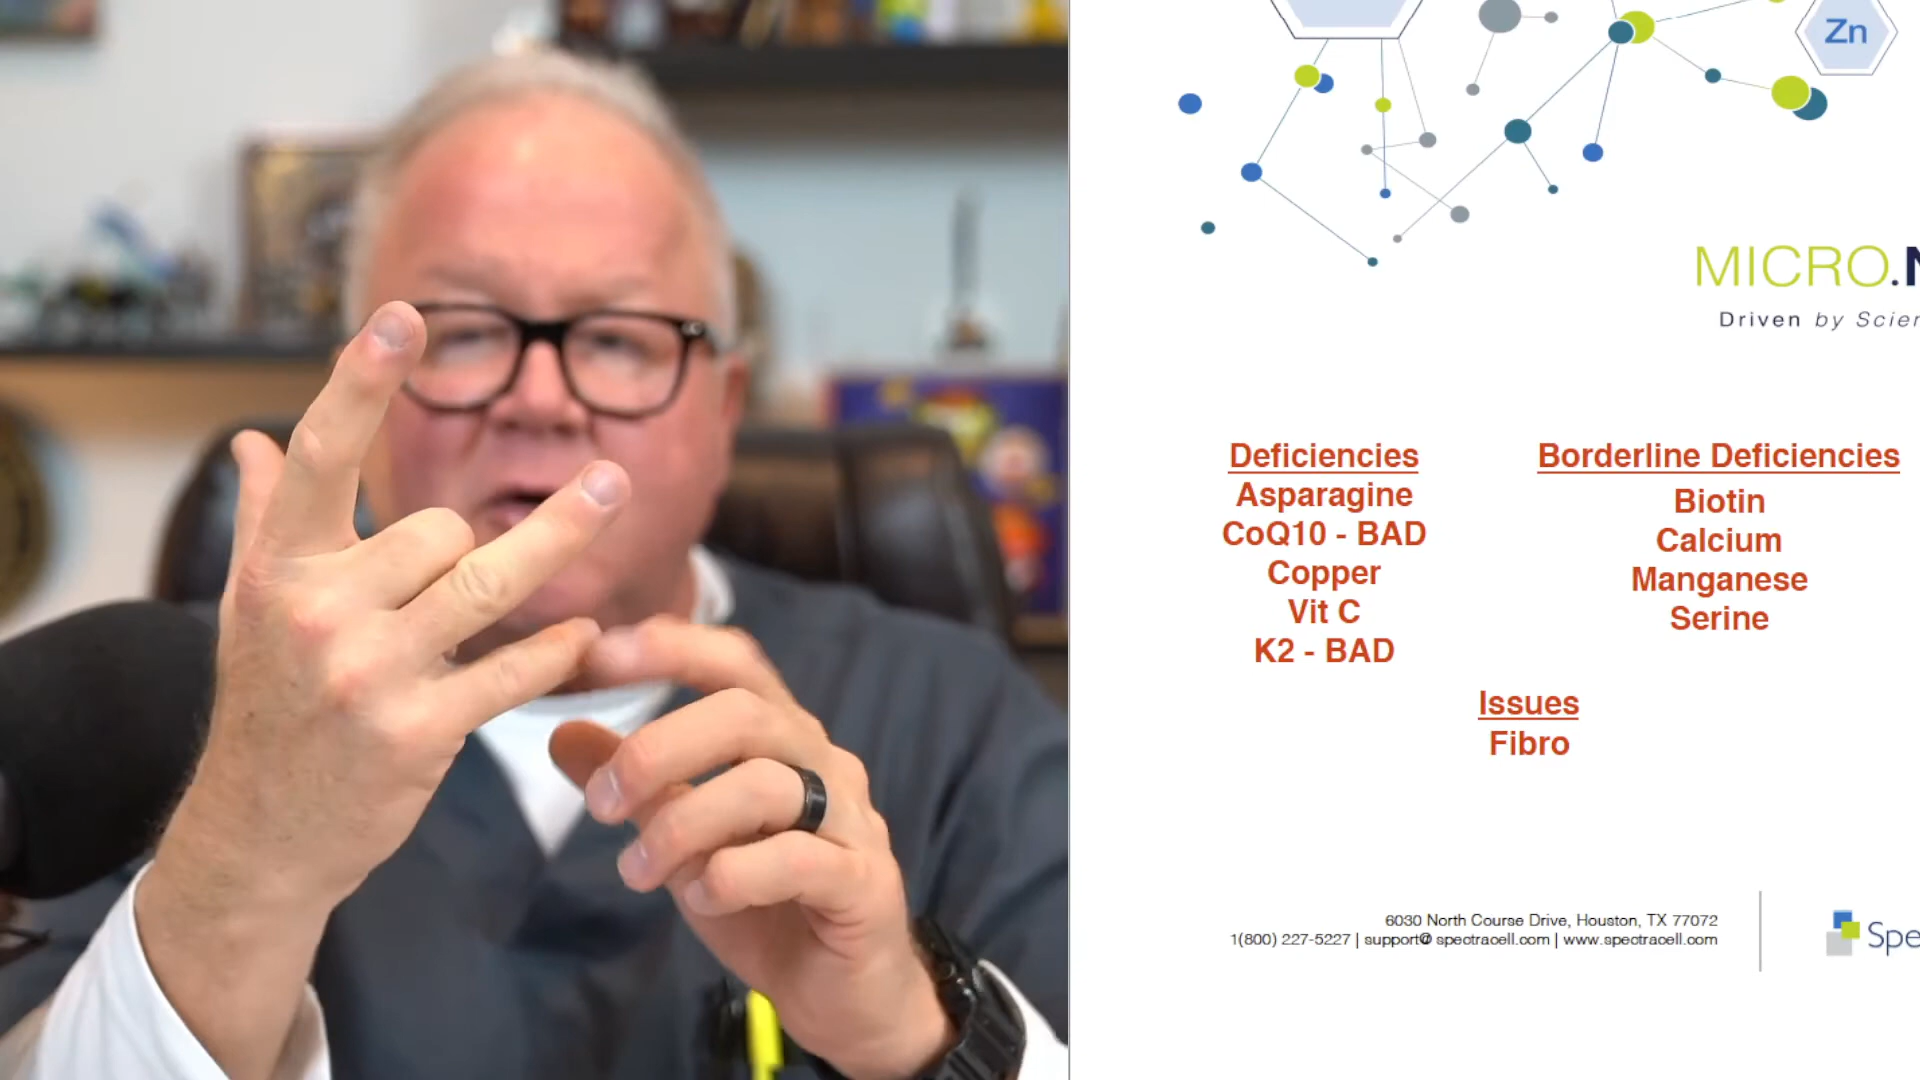 Zn
MICRO.
Driven by
Deficiencies
Asparagine
CoQ10 - BAD
Copper
Vit C
K2 - BAD
Borderline Deficiencies
Biotin
Calcium
Manganese
Serine
Issues
Fibro
6030 North Course Drive, Houston, TX 77072
1(800) 227-5227 | support@spectracell.com | www.spectracell.com